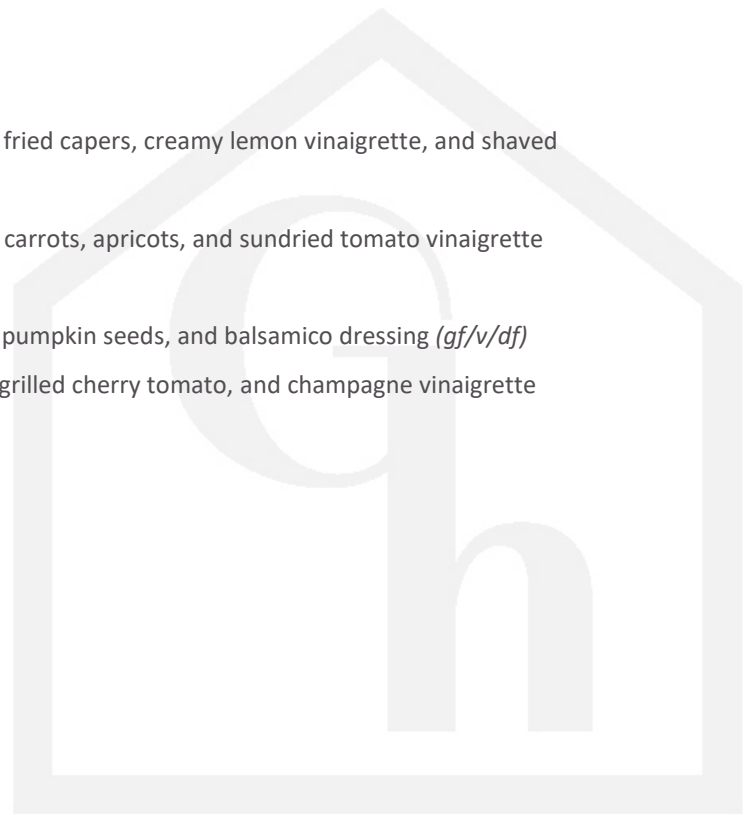 fried capers, creamy lemon vinaigrette, and shaved
carrots, apricots, and sundried tomato vinaigrette
pumpkin seeds, and balsamico dressing (gf/v/df)
grilled cherry tomato, and champagne vinaigrette
Gh